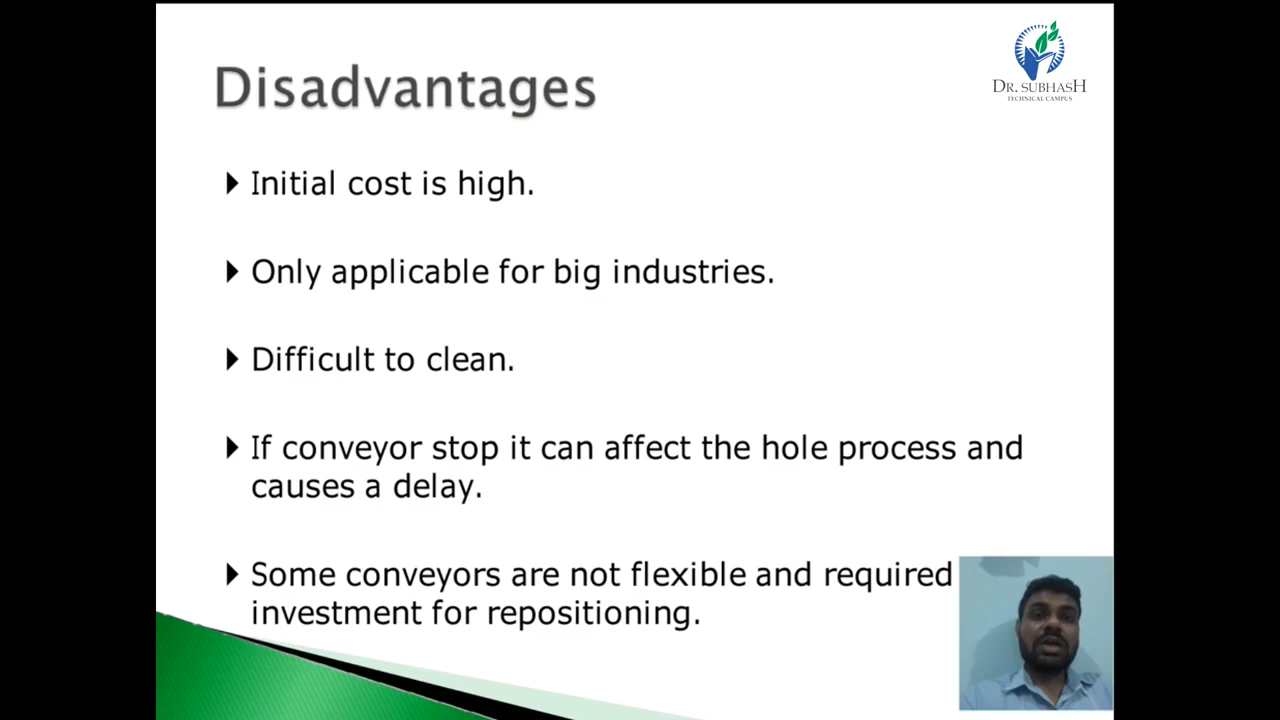 Disadvantages
DR. SUBHASH
TECHNICAL CAMPUS
Initial cost is high.
Only applicable for big industries.
Difficult to clean.
If conveyor stop it can affect the hole process and
causes a delay.
Some conveyors are not flexible and required
investment for repositioning.